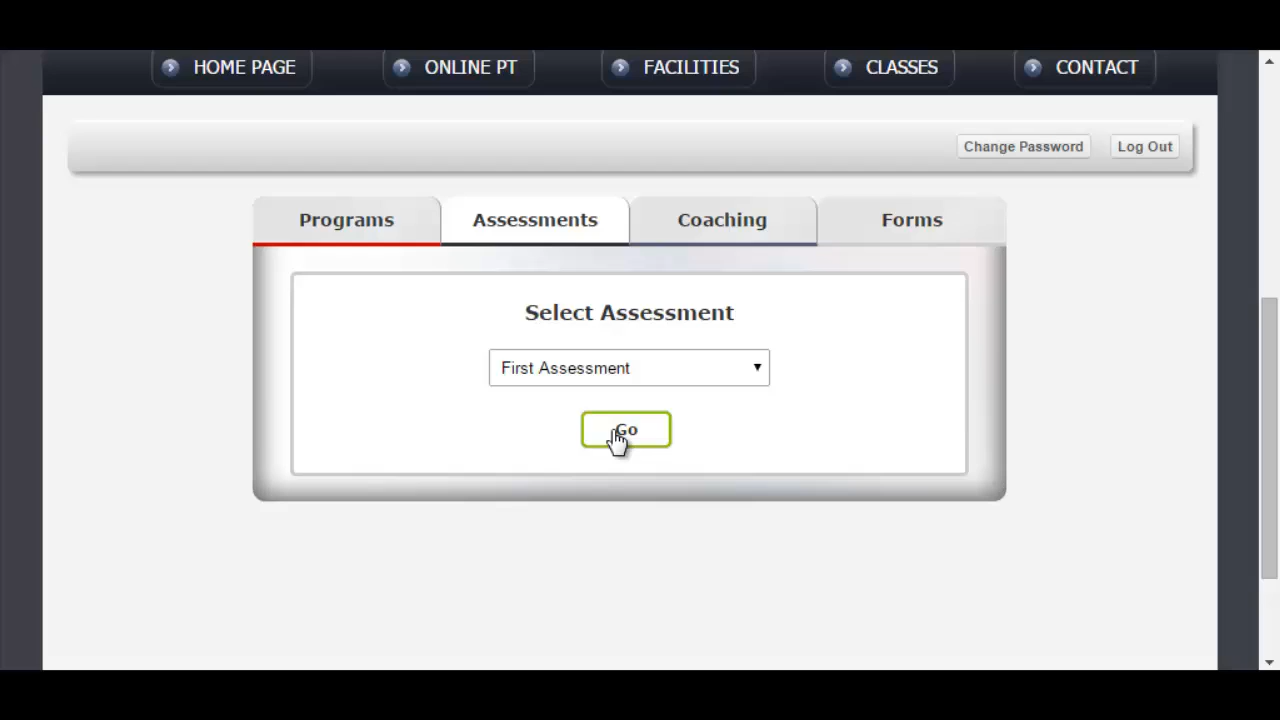 HOME PAGE ONLINE PT FACILITIES CLASSES CONTACT
Change Password Log Out
Programs Assessments Coaching Forms
Select Assessment
First Assessment
Go